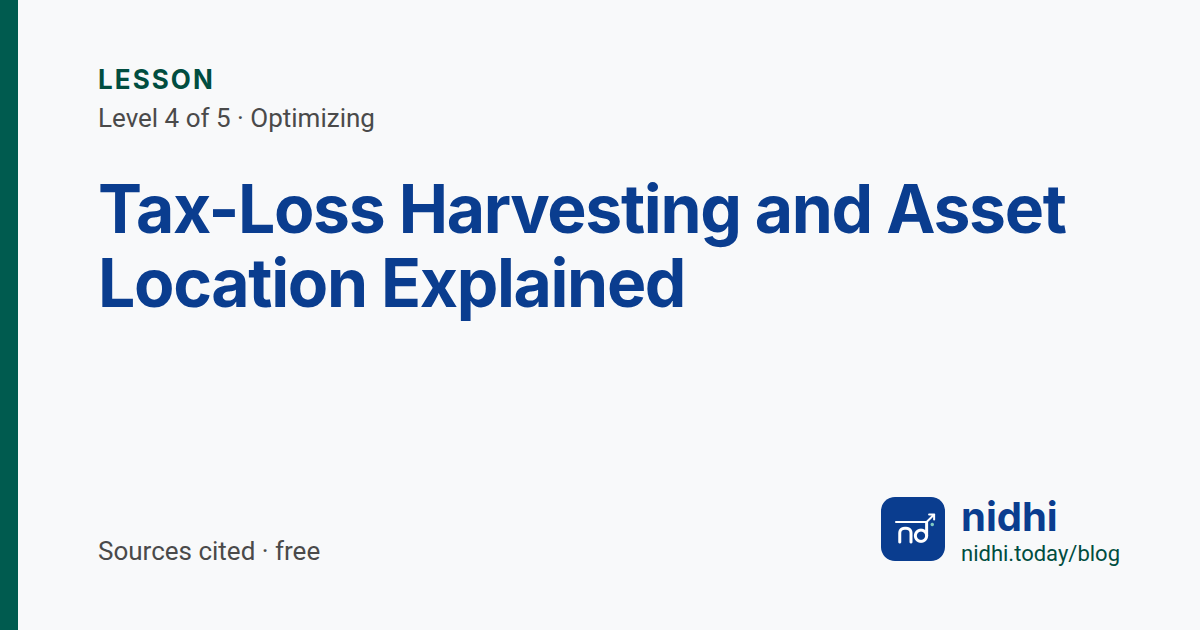 LESSON
Level 4 of 5 · Optimizing
Tax-Loss Harvesting and Asset
Location Explained
Sources cited · free
nd
nidhi
nidhi.today/blog